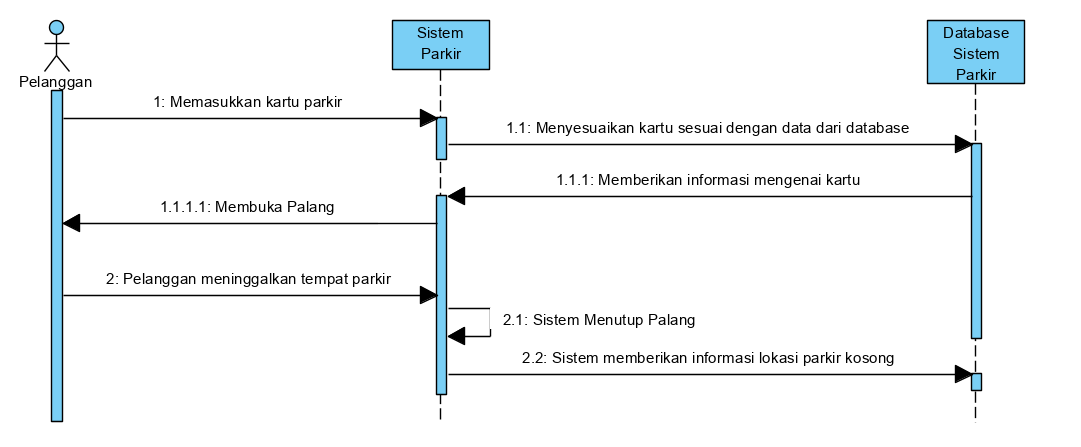 Pelanggan
Sistem
Parkir
Database
Sistem
Parkir
1: Memasukkan kartu parkir
1.1: Menyesuaikan kartu sesuai dengan data dari database
1.1.1: Memberikan informasi mengenai kartu
1.1.1.1: Membuka Palang
2: Pelanggan meninggalkan tempat parkir
2.1: Sistem Menutup Palang
2.2: Sistem memberikan informasi lokasi parkir kosong